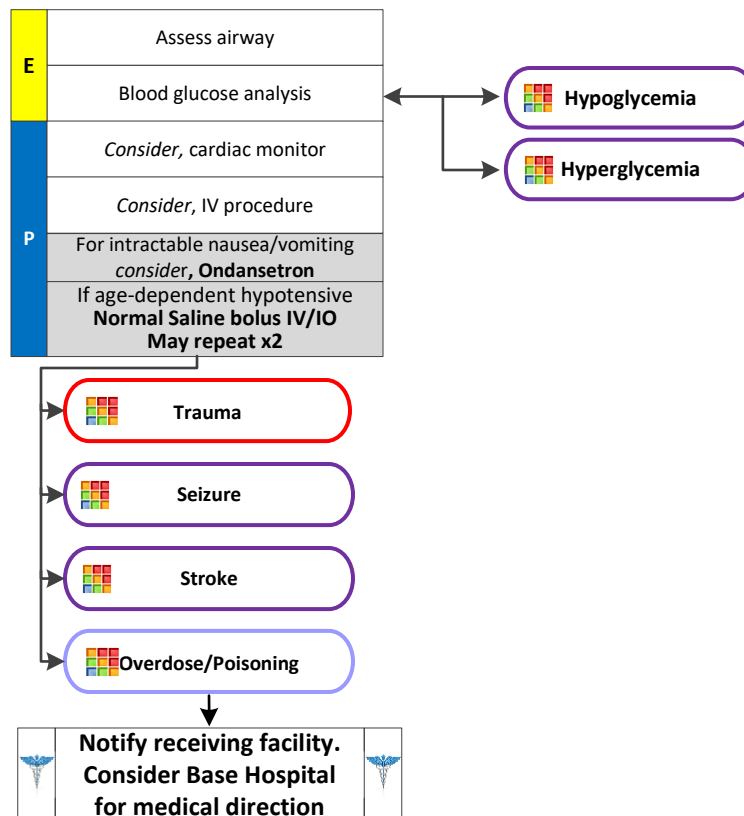 E
Assess airway
Blood glucose analysis
Hypoglycemia
Hyperglycemia
P
Consider, cardiac monitor
Consider, IV procedure
For intractable nausea/vomiting
consider, Ondansetron
If age-dependent hypotensive
Normal Saline bolus IV/IO
May repeat x2
Trauma
Seizure
Stroke
Overdose/Poisoning
Notify receiving facility.
Consider Base Hospital
for medical direction